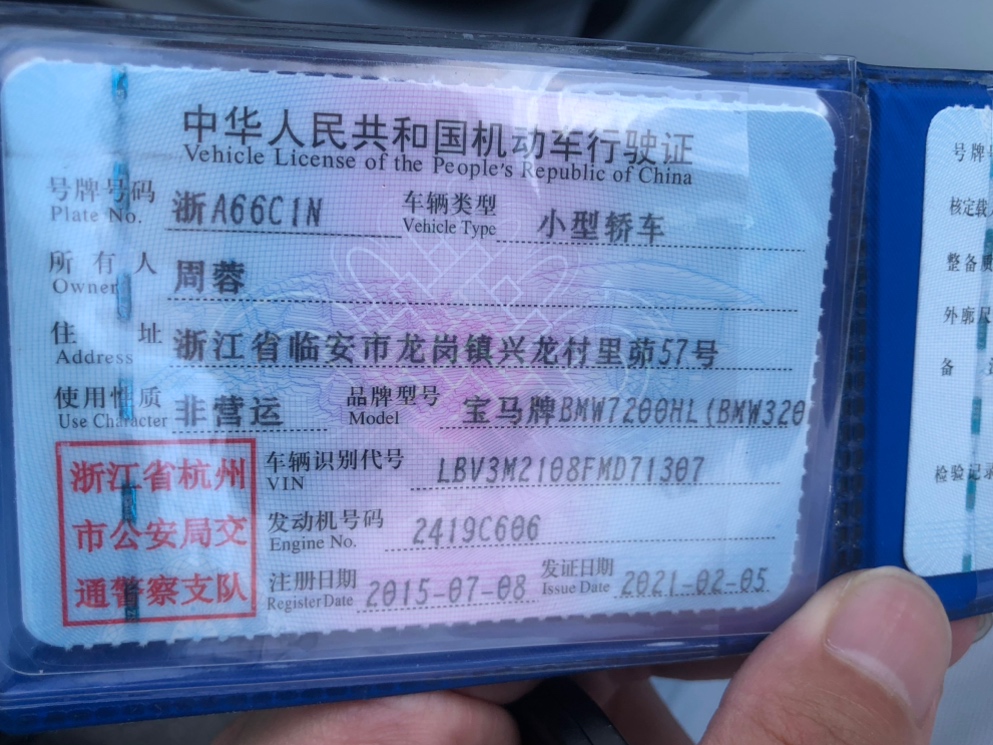 中华人民共和国机动车行驶证
Vehicle License of the People's Republic of China
号牌号码 浙A66C1N 车辆类型 小型轿车
Plate No. Vehicle Type
所有人 周蓉
Owner
住址 浙江省临安市龙岗镇兴龙村里茆57号
Address
使用性质 非营运 品牌型号 宝马牌BMW7200HL(BMW320
Use Character Model
车辆识别代号 LBV3M2108FMD71307
VIN
发动机号码 2419C606
Engine No.
注册日期 2015-07-08 发证日期 2021-02-05
Register Date Issue Date
浙江省杭州
市公安局交
通警察支队
号牌号
核定载
整备质
外廓尺
备
检验记录